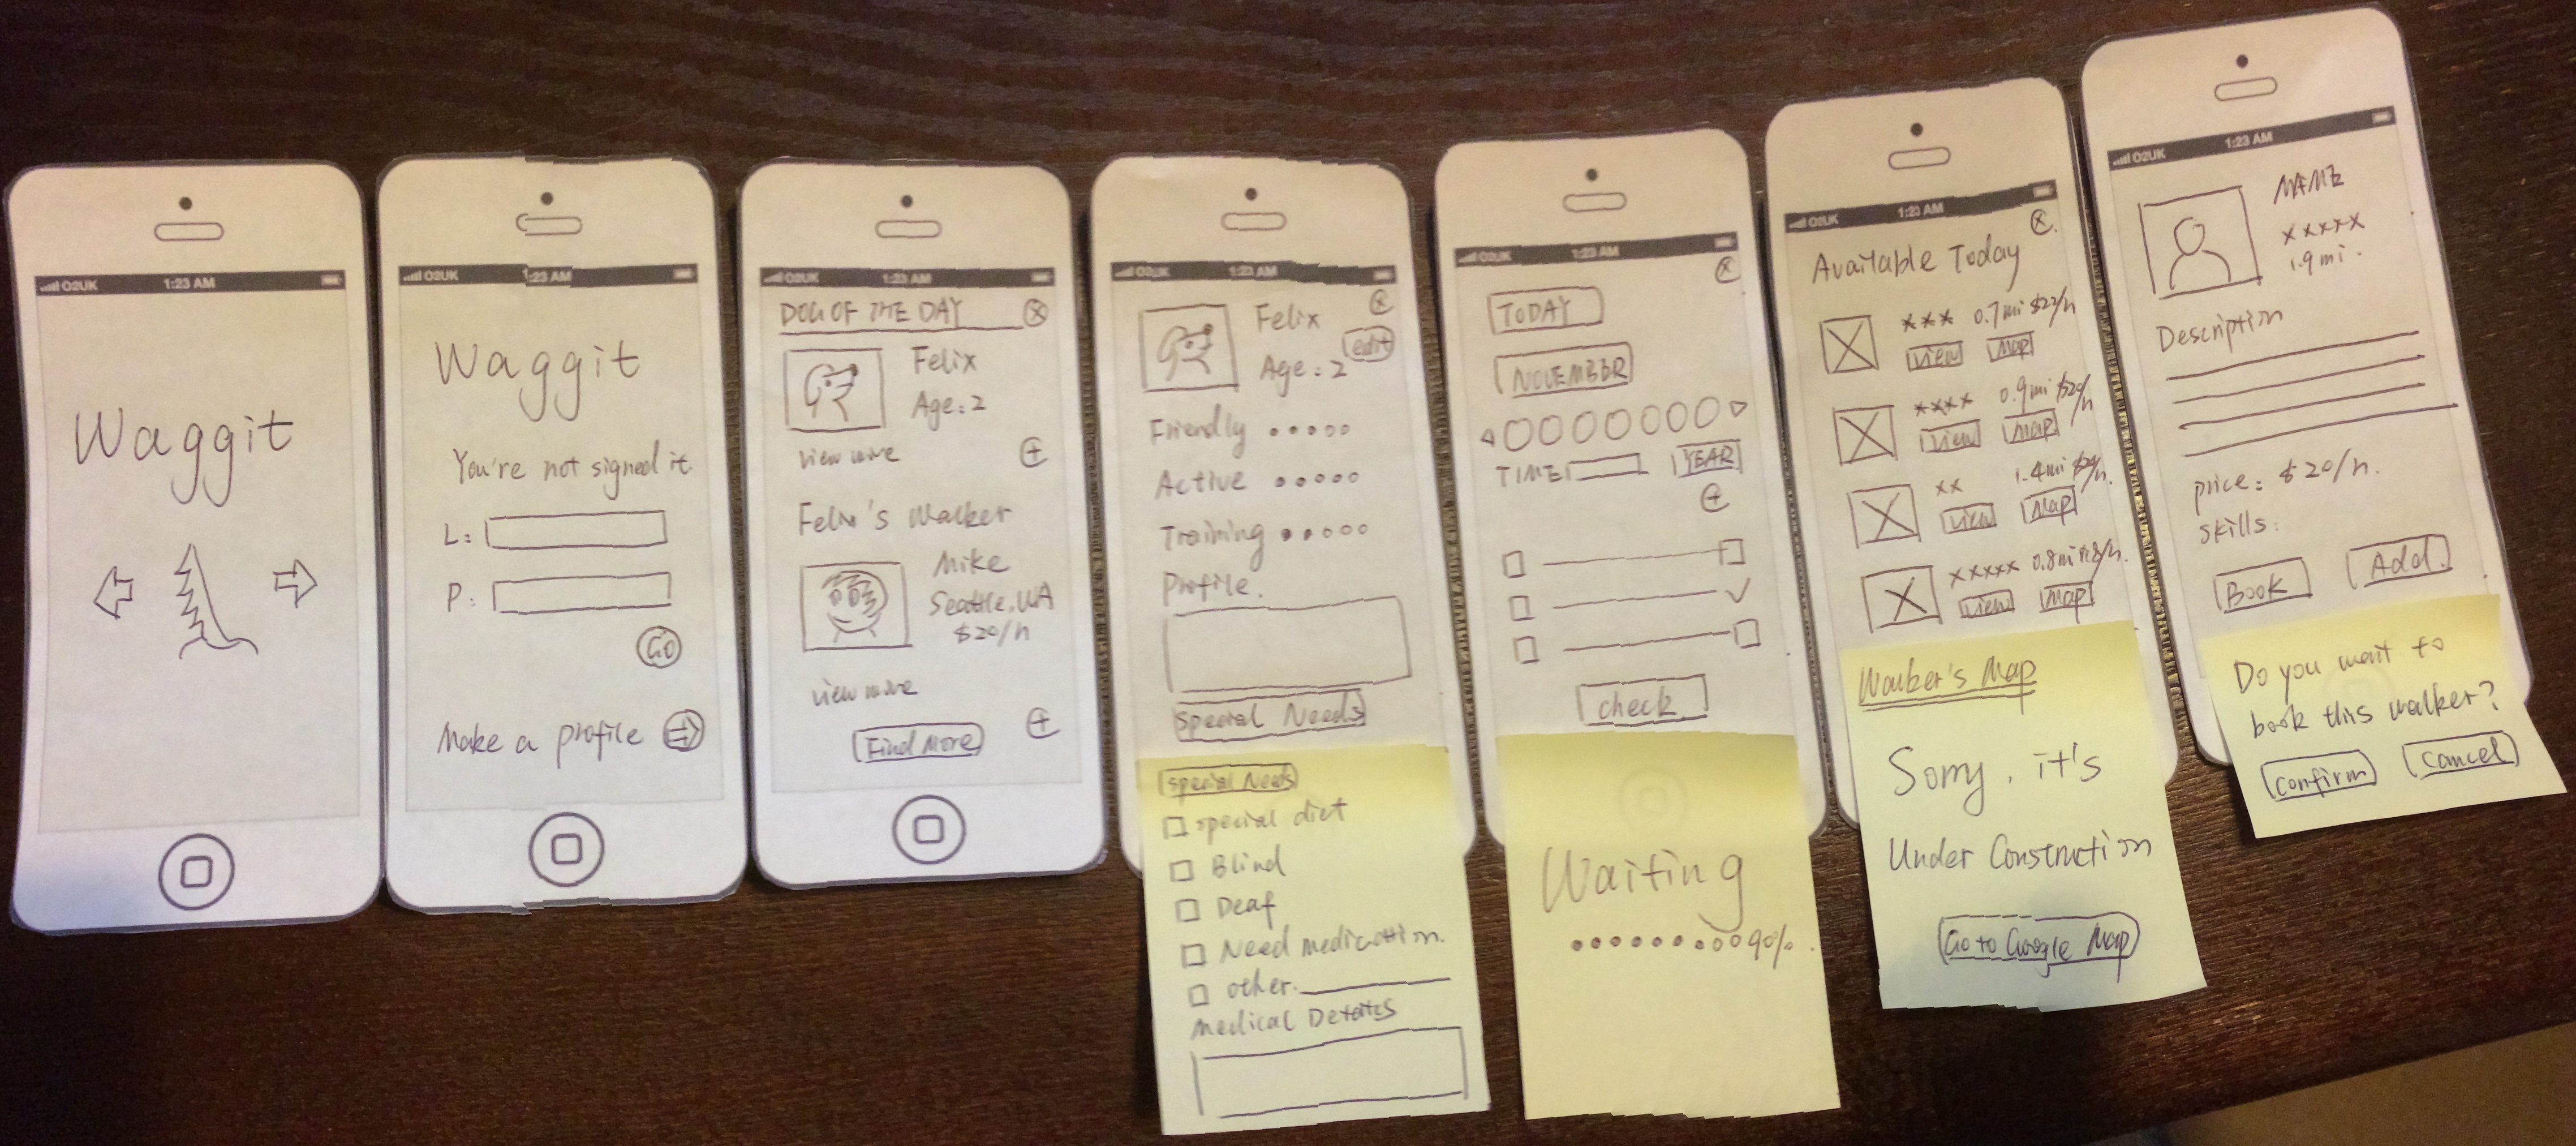 O2UK 1:23 AM
Waggit
O2UK 1:23 AM
Waggit
You're not signed it.
L:
P:
Go
Make a profile
O2UK 1:23 AM
DOG OF THE DAY
Felix
Age: 2
view more
Felix's Walker
Mike
Seattle, WA
$20/h
view more
Find More
O2UK 1:23 AM
Felix
edit
Age: 2
Friendly
Active
Training
Profile.
Special Needs
Special Needs
special diet
Blind
Deaf
Need medication.
other.
Medical Details
O2UK 1:23 AM
TODAY
NOVEMBER
TIME YEAR
check
Waiting
90%.
O2UK 1:23 AM
Available Today
0.7mi $22/h
View Map
0.9mi $20/h
View Map
1.4mi
View Map
0.8mi
View Map
Walker's Map
Sorry, it's
Under Construction
Go to Google Map
O2UK 1:23 AM
NAME
xxxxx
1.9mi.
Description
price: $20/h.
skills:
Book Add.
Do you want to
book this walker?
Confirm Cancel